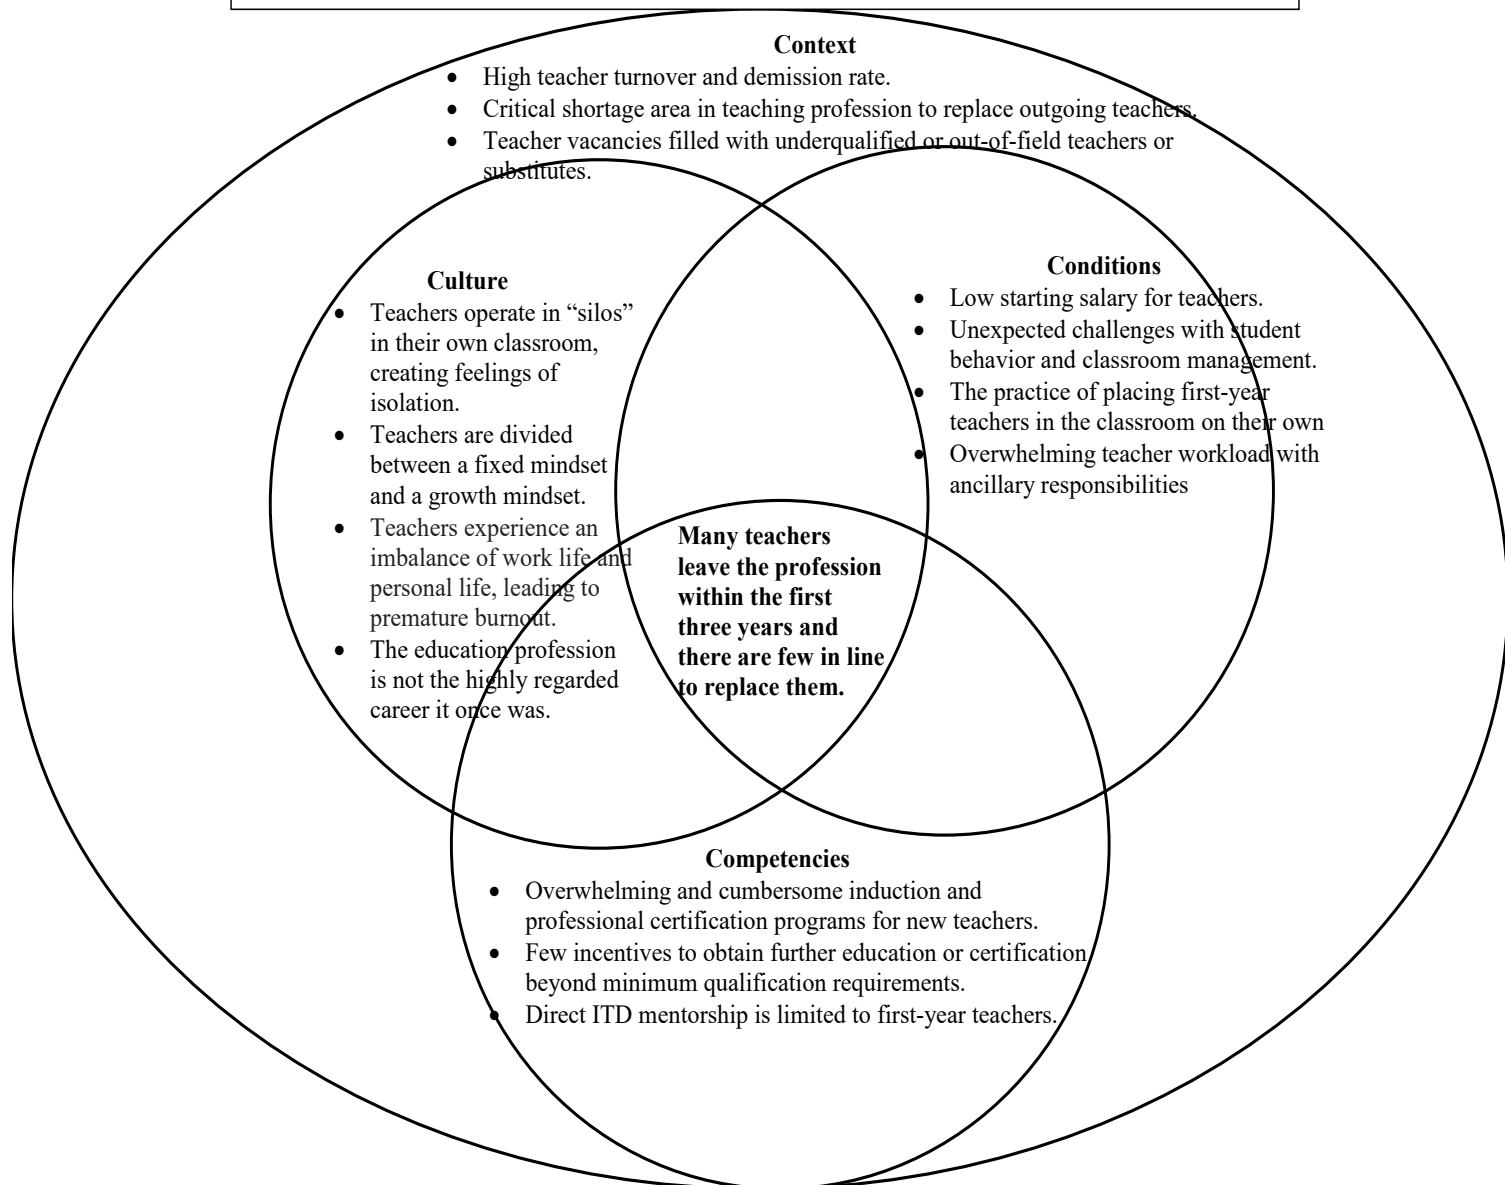 Context
• High teacher turnover and demission rate.
• Critical shortage area in teaching profession to replace outgoing teachers.
• Teacher vacancies filled with underqualified or out-of-field teachers or
substitutes.
Culture
• Teachers operate in “silos”
in their own classroom,
creating feelings of
isolation.
• Teachers are divided
between a fixed mindset
and a growth mindset.
• Teachers experience an
imbalance of work life and
personal life, leading to
premature burnout.
• The education profession
is not the highly regarded
career it once was.
Conditions
• Low starting salary for teachers.
• Unexpected challenges with student
behavior and classroom management.
• The practice of placing first-year
teachers in the classroom on their own
• Overwhelming teacher workload with
ancillary responsibilities
Many teachers
leave the profession
within the first
three years and
there are few in line
to replace them.
Competencies
• Overwhelming and cumbersome induction and
professional certification programs for new teachers.
• Few incentives to obtain further education or certification
beyond minimum qualification requirements.
• Direct ITD mentorship is limited to first-year teachers.